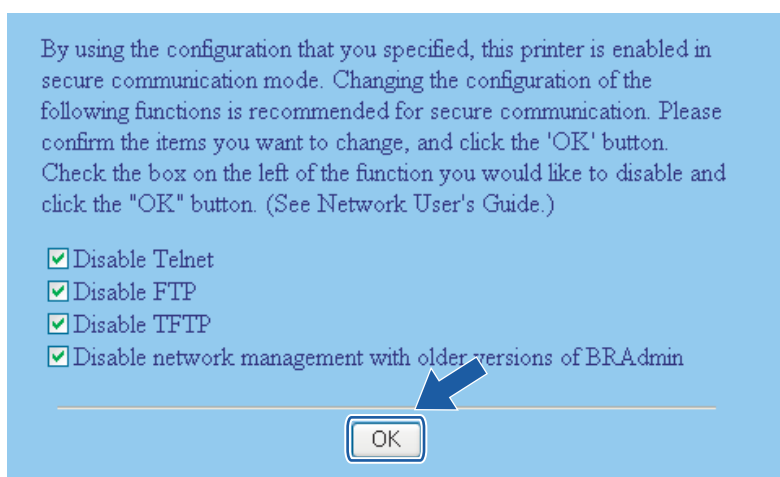 By using the configuration that you specified, this printer is enabled in
secure communication mode. Changing the configuration of the
following functions is recommended for secure communication. Please
confirm the items you want to change, and click the 'OK' button.
Check the box on the left of the function you would like to disable and
click the "OK" button. (See Network User's Guide.)
Disable Telnet
Disable FTP
Disable TFTP
Disable network management with older versions of BRAdmin
OK